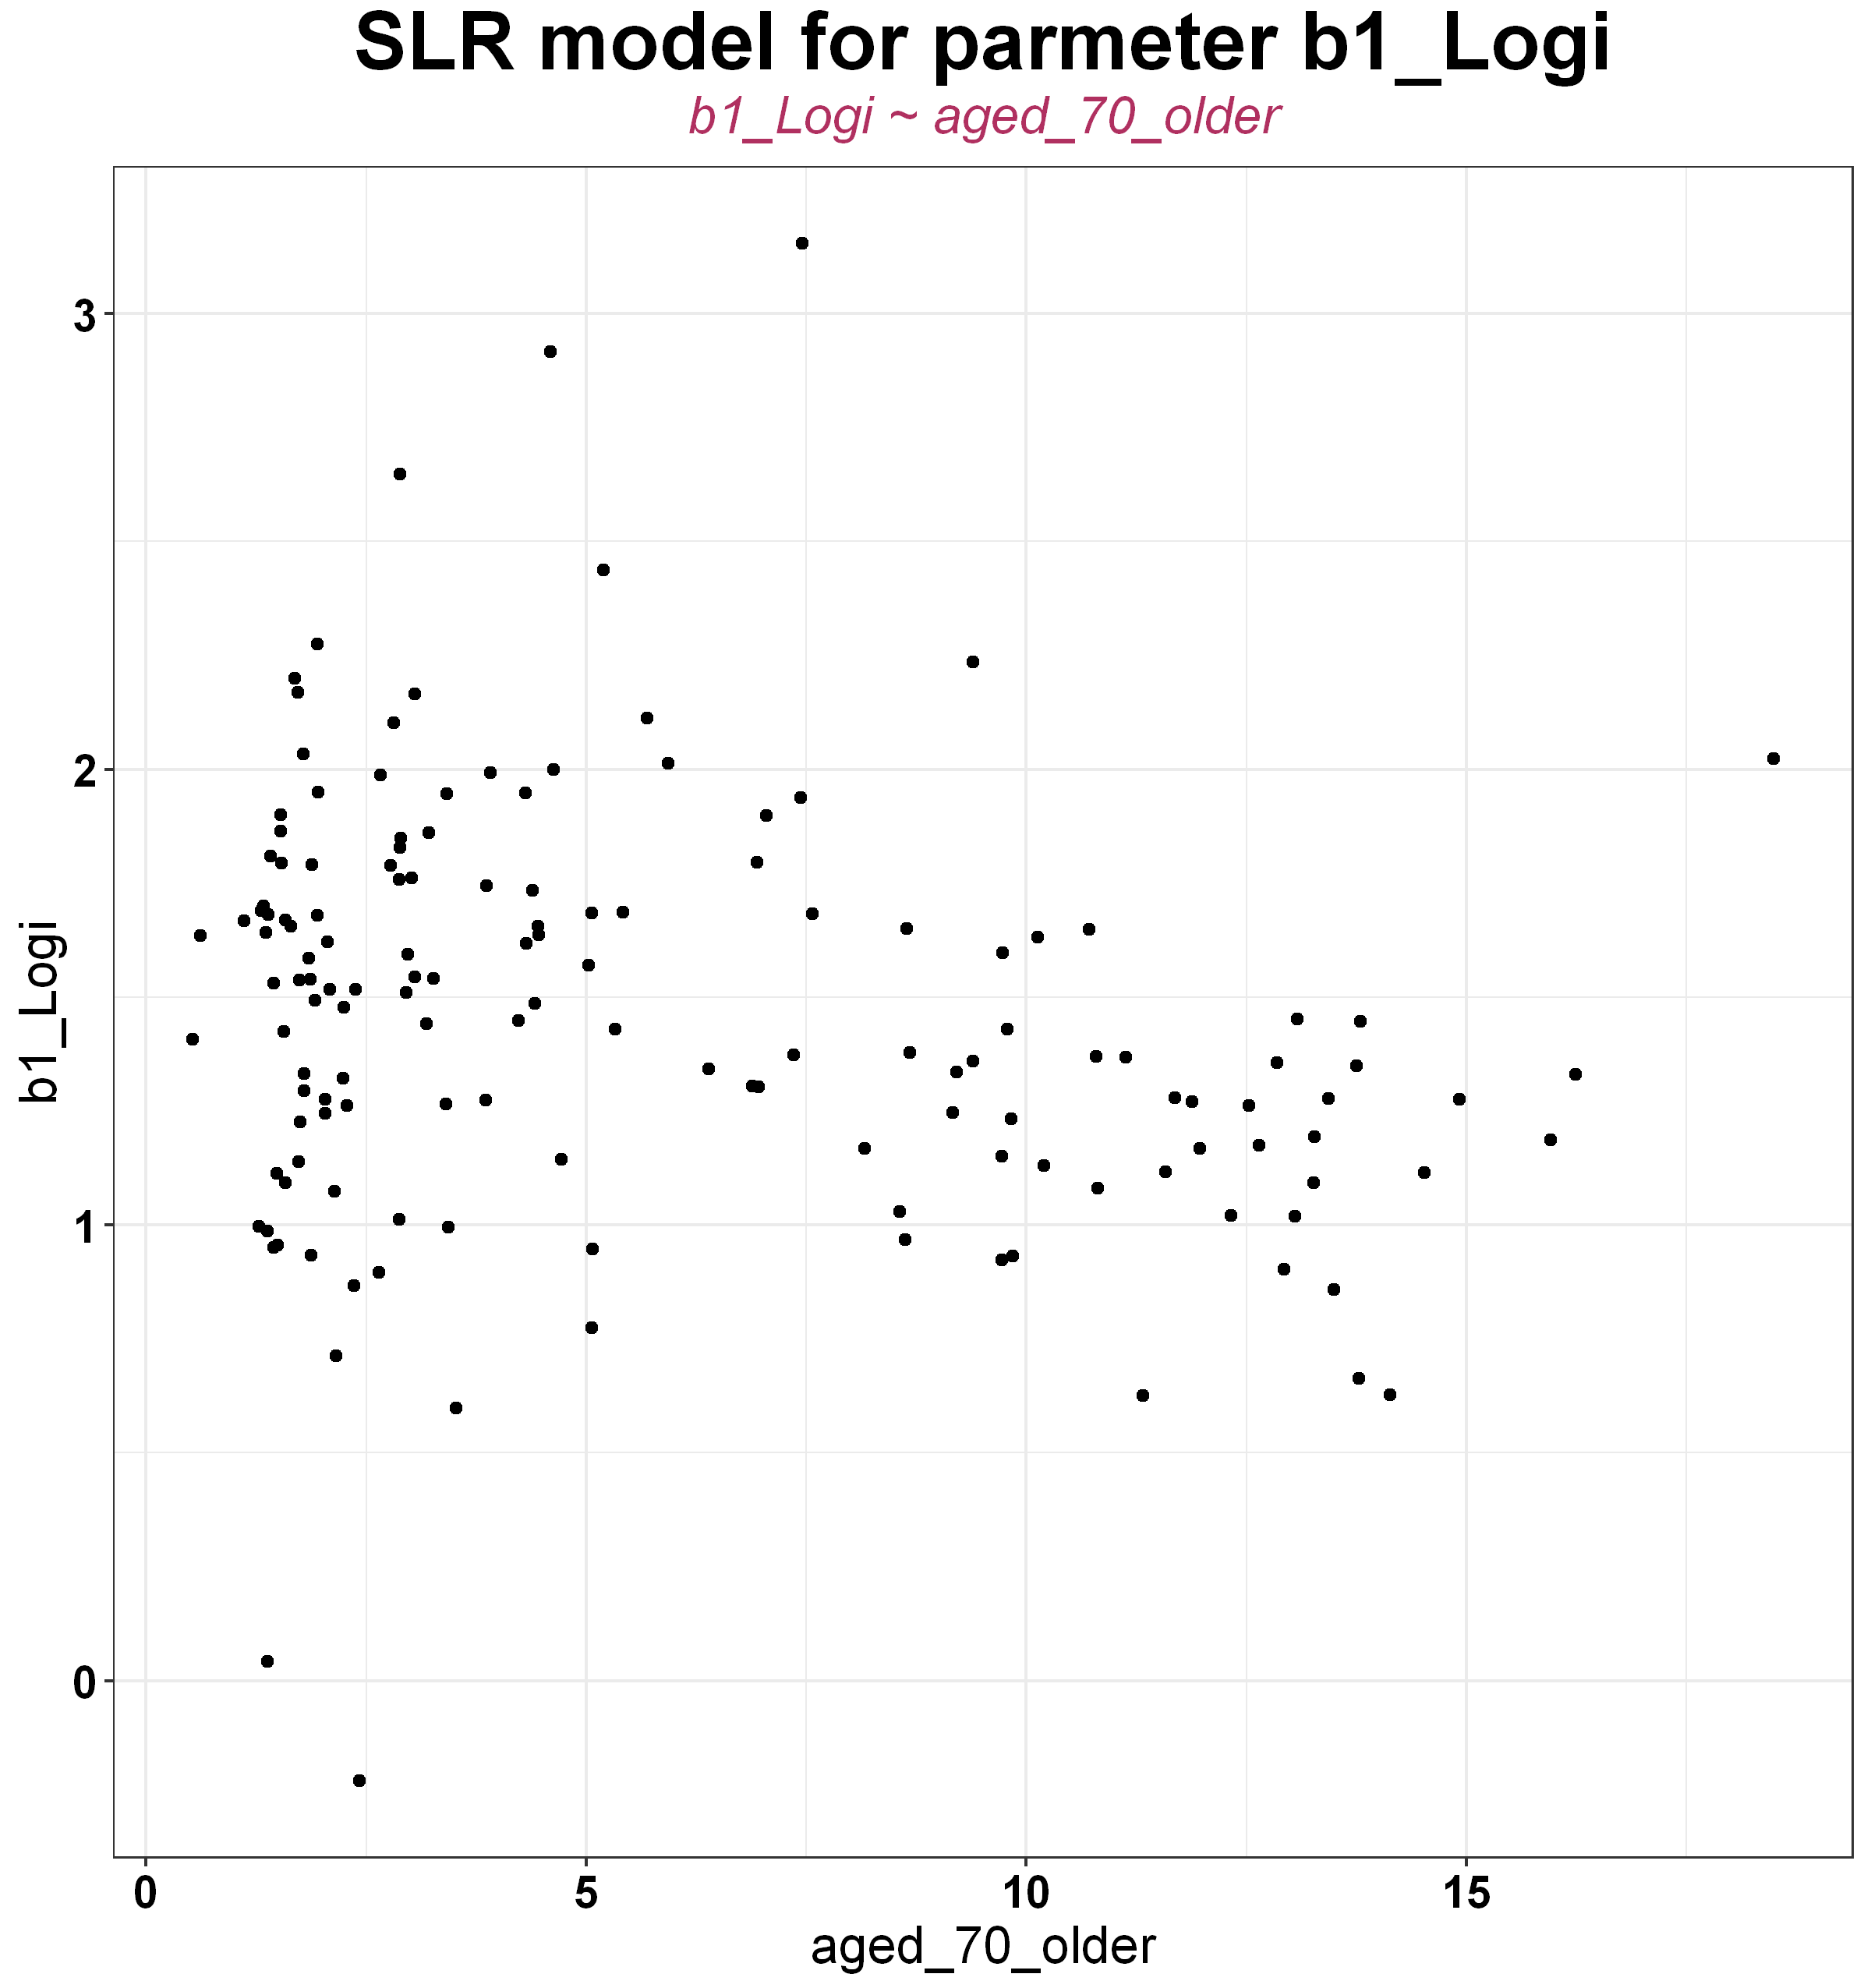 SLR model for parmeter b1_Logi
b1_Logi ~ aged_70_older
3
2
1
0
b1_Logi
0 5 10 15
aged_70_older